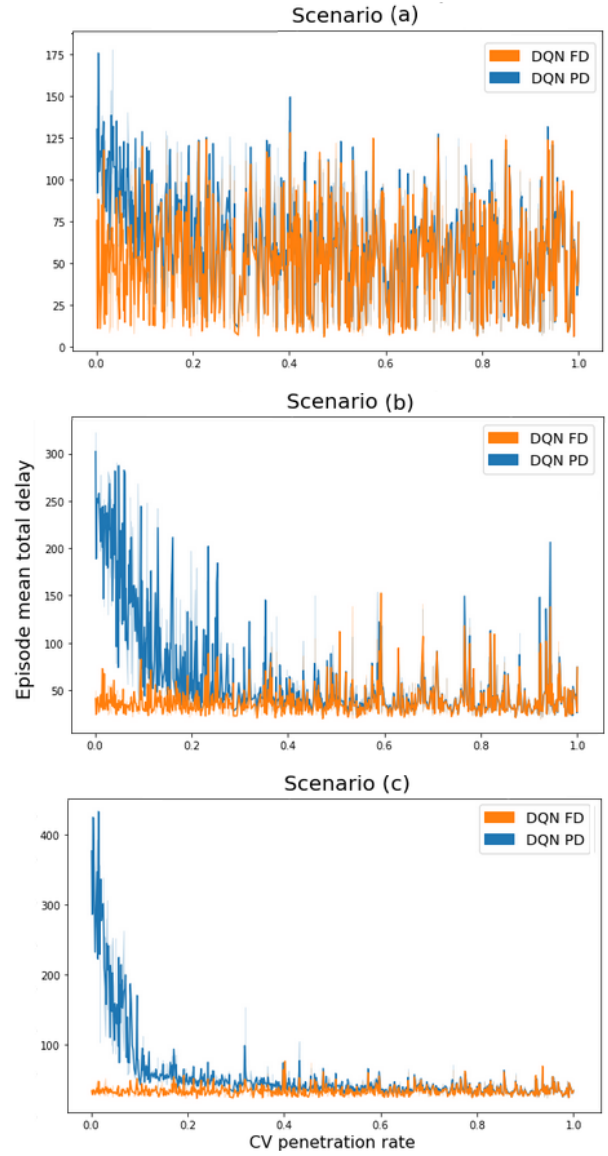 Scenario (a)
175
150
125
100
75
50
25
0
DQN FD
DQN PD
0.0 0.2 0.4 0.6 0.8 1.0
Scenario (b)
Episode mean total delay
300
250
200
150
100
50
DQN FD
DQN PD
0.0 0.2 0.4 0.6 0.8 1.0
Scenario (c)
400
300
200
100
DQN FD
DQN PD
0.0 0.2 0.4 0.6 0.8 1.0
CV penetration rate